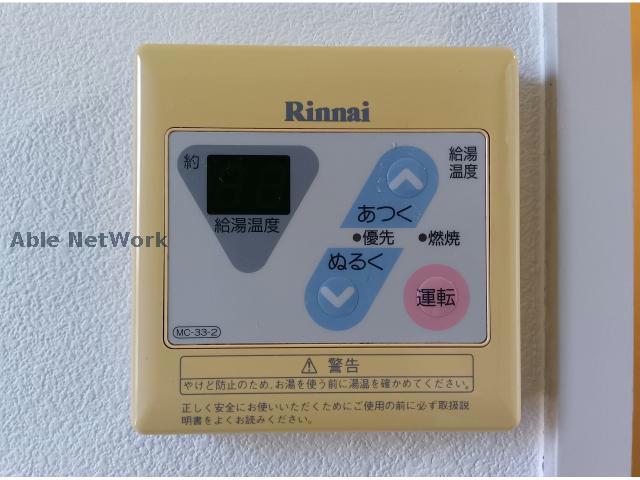 Rinnai
約
給湯温度
給湯
温度
あつく
●優先 ●燃焼
ぬるく
運転
MC-33-2
Able NetWork
⚠ 警告
やけど防止のため、お湯を使う前に湯温を確かめてください。
正しく安全にお使いいただくためにご使用の前に必ず取扱説
明書をよくお読みください。